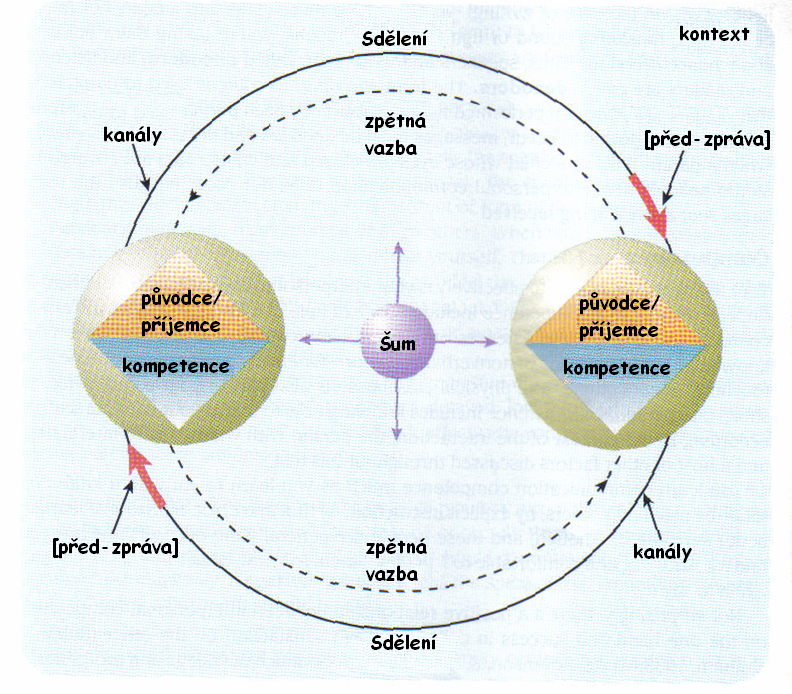 Sdělení
kontext
zpětná
vazba
kanály
[před-zpráva]
původce/
příjemce
kompetence
Šum
původce/
příjemce
kompetence
[před-zpráva]
zpětná
vazba
kanály
Sdělení